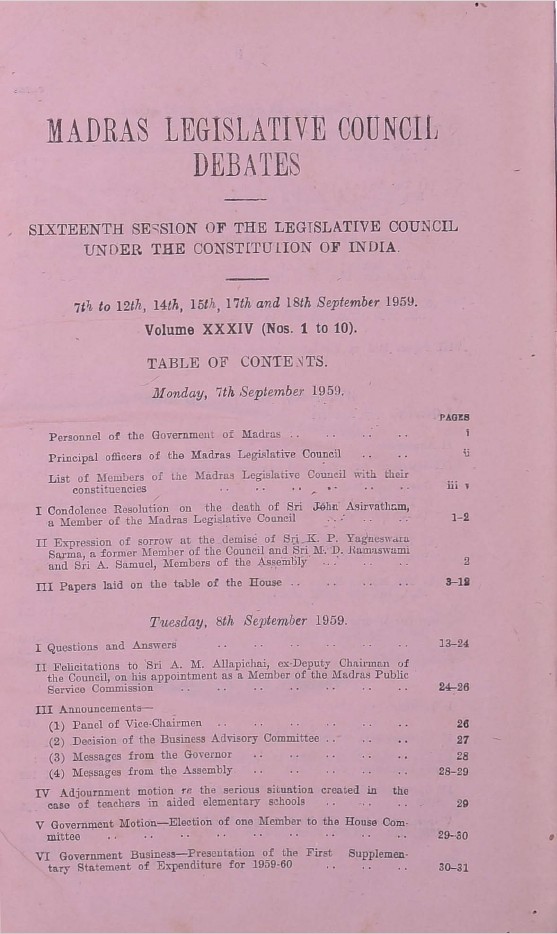 MADRAS LEGISLATIVE COUNCIL
DEBATES
SIXTEENTH SESSION OF THE LEGISLATIVE COUNCIL
UNDER THE CONSTITUTION OF INDIA.
7th to 12th, 14th, 15th, 17th and 18th September 1959.
Volume XXXIV (Nos. 1 to 10).
TABLE OF CONTENTS.
Monday, 7th September 1959.
PAGES
Personnel of the Government of Madras .. .. .. .. i
Principal officers of the Madras Legislative Council .. .. ii
List of Members of the Madras Legislative Council with their
constituencies .. .. .. .. .. .. iii v
I Condolence Resolution on the death of Sri John Asirvatham,
a Member of the Madras Legislative Council .. .. .. 1-2
II Expression of sorrow at the demise of Sri K. P. Yagneswara
Sarma, a former Member of the Council and Sri M. D. Ramaswami
and Sri A. Samuel, Members of the Assembly .. .. .. 2
III Papers laid on the table of the House .. .. .. .. 3-12
Tuesday, 8th September 1959.
I Questions and Answers .. .. .. .. .. .. 13-24
II Felicitations to Sri A. M. Allapichai, ex-Deputy Chairman of
the Council, on his appointment as a Member of the Madras Public
Service Commission .. .. .. .. .. .. .. 24-26
III Announcements—
(1) Panel of Vice-Chairmen .. .. .. .. .. .. 26
(2) Decision of the Business Advisory Committee .. .. .. 27
(3) Messages from the Governor .. .. .. .. .. 28
(4) Messages from the Assembly .. .. .. .. .. 28-29
IV Adjournment motion re the serious situation created in the
case of teachers in aided elementary schools .. .. .. 29
V Government Motion—Election of one Member to the House Com-
mittee .. .. .. .. .. .. .. .. .. 29-30
VI Government Business—Presentation of the First Supplemen-
tary Statement of Expenditure for 1959-60 .. .. .. 30-31